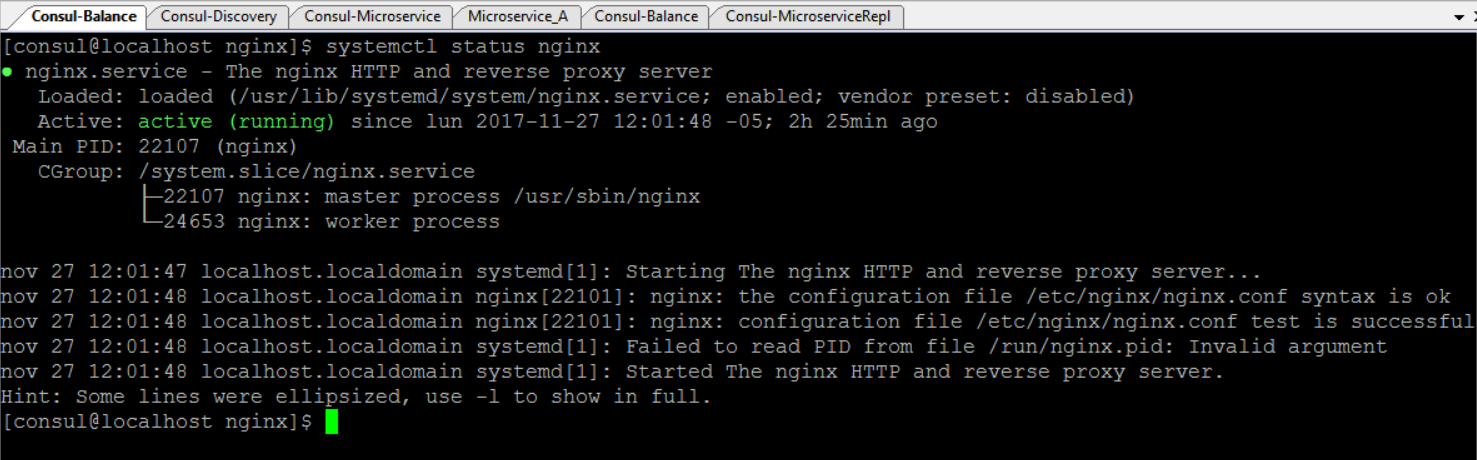 Consul-Balance Consul-Discovery Consul-Microservice Microservice_A Consul-Balance Consul-MicroserviceRepl
[consul@localhost nginx]$ systemctl status nginx
● nginx.service - The nginx HTTP and reverse proxy server
   Loaded: loaded (/usr/lib/systemd/system/nginx.service; enabled; vendor preset: disabled)
   Active: active (running) since lun 2017-11-27 12:01:48 -05; 2h 25min ago
 Main PID: 22107 (nginx)
   CGroup: /system.slice/nginx.service
           ├─22107 nginx: master process /usr/sbin/nginx
           └─24653 nginx: worker process
nov 27 12:01:47 localhost.localdomain systemd[1]: Starting The nginx HTTP and reverse proxy server...
nov 27 12:01:48 localhost.localdomain nginx[22101]: nginx: the configuration file /etc/nginx/nginx.conf syntax is ok
nov 27 12:01:48 localhost.localdomain nginx[22101]: nginx: configuration file /etc/nginx/nginx.conf test is successful
nov 27 12:01:48 localhost.localdomain systemd[1]: Failed to read PID from file /run/nginx.pid: Invalid argument
nov 27 12:01:48 localhost.localdomain systemd[1]: Started The nginx HTTP and reverse proxy server.
Hint: Some lines were ellipsized, use -l to show in full.
[consul@localhost nginx]$